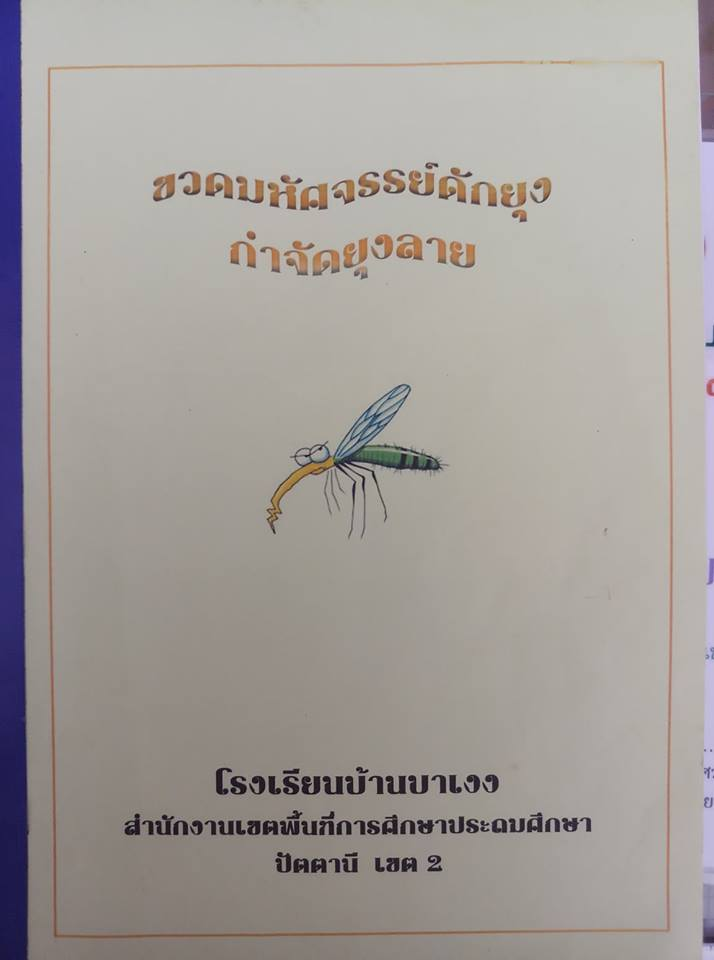 ขวดมหัศจรรย์ดักยุง
กำจัดยุงลาย
โรงเรียนบ้านบาเงง
สำนักงานเขตพื้นที่การศึกษาประถมศึกษา
ปัตตานี เขต 2